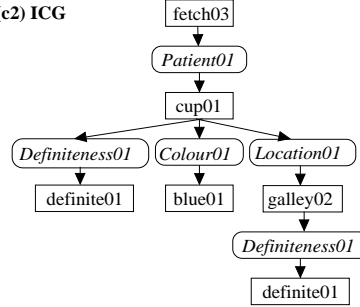 c2) ICG
fetch03
Patient01
cup01
Definiteness01 Colour01 Location01
definite01 blue01 galley02
Definiteness01
definite01